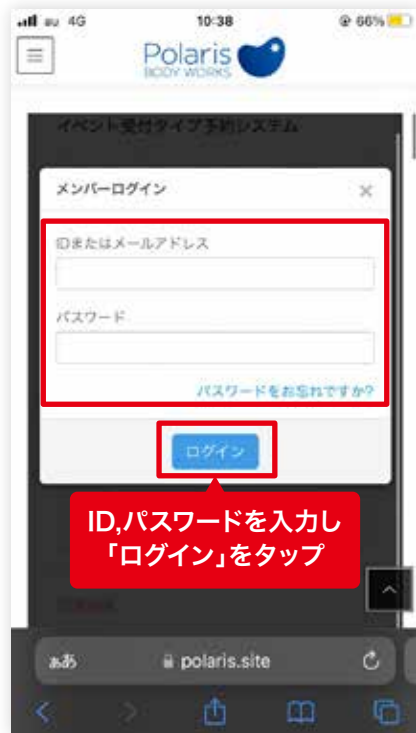 au 4G 10:38 66%
Polaris
BODY WORKS
イベント受付タイプ予約システム
メンバーログイン ×
IDまたはメールアドレス
パスワード
パスワードをお忘れですか?
ログイン
ID,パスワードを入力し
「ログイン」をタップ
ぁあ polaris.site